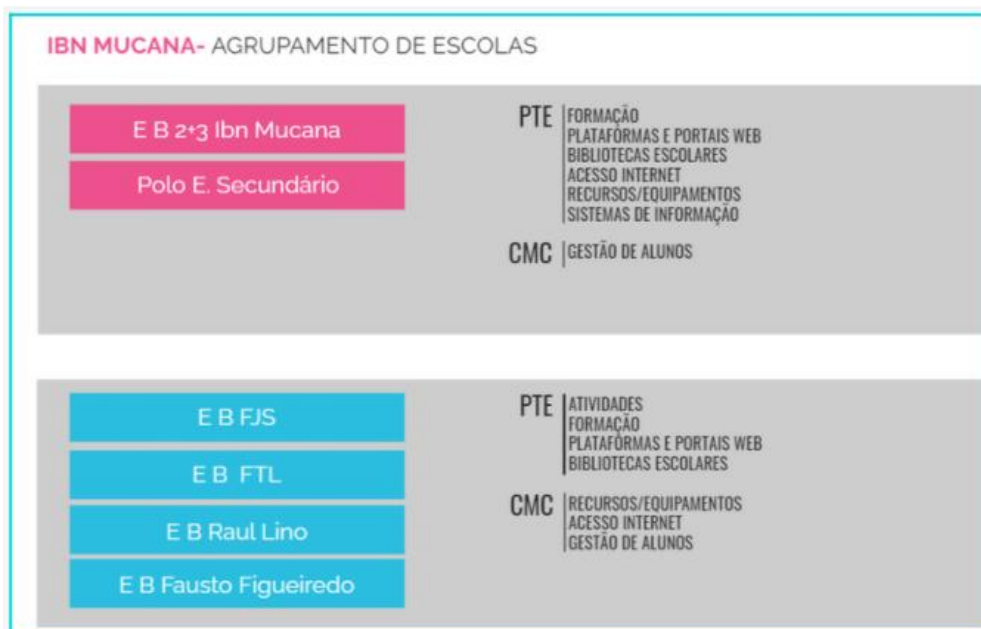 IBN MUCANA- AGRUPAMENTO DE ESCOLAS
E B 2+3 Ibn Mucana
Polo E. Secundário
PTE
FORMAÇÃO
PLATAFORMAS E PORTAIS WEB
BIBLIOTECAS ESCOLARES
ACESSO INTERNET
RECURSOS/EQUIPAMENTOS
SISTEMAS DE INFORMAÇÃO
CMC
GESTÃO DE ALUNOS
E B FJS
E B FTL
E B Raul Lino
E B Fausto Figueiredo
PTE
ATIVIDADES
FORMAÇÃO
PLATAFORMAS E PORTAIS WEB
BIBLIOTECAS ESCOLARES
CMC
RECURSOS/EQUIPAMENTOS
ACESSO INTERNET
GESTÃO DE ALUNOS